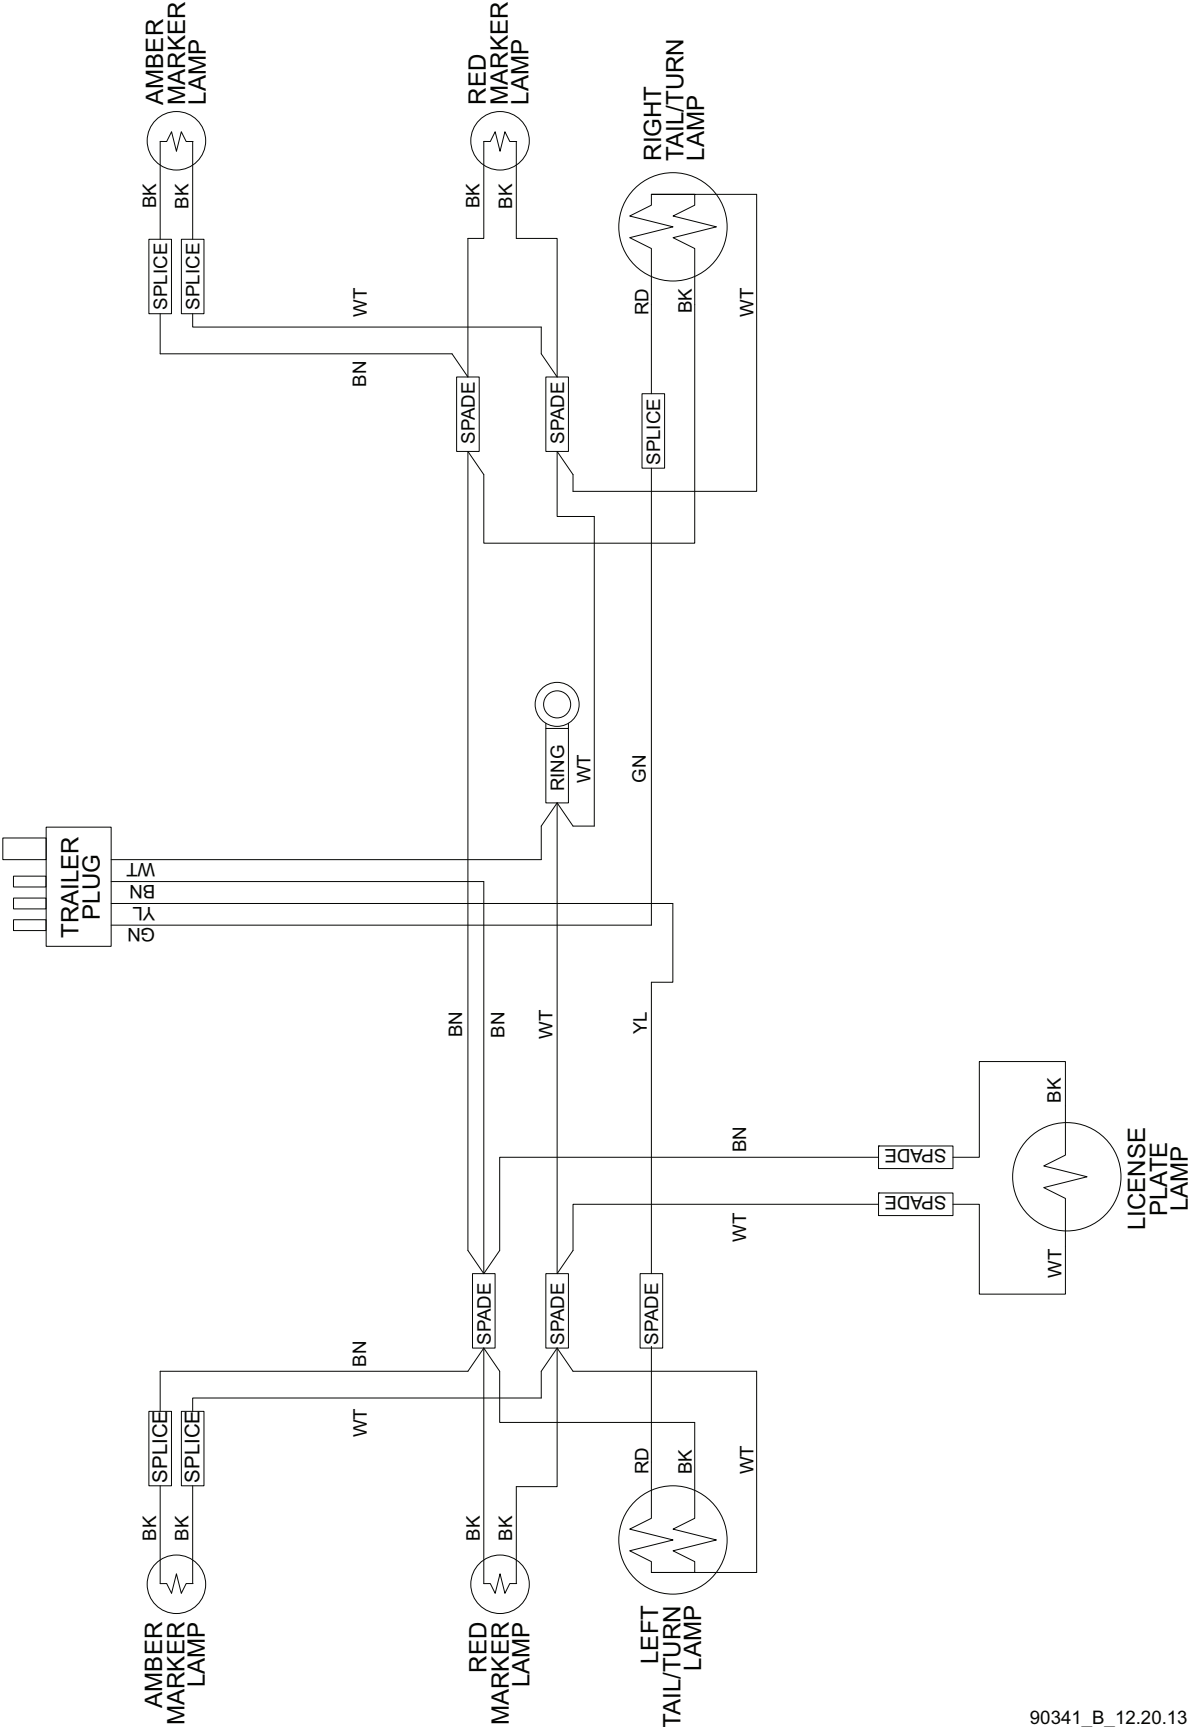 AMBER
MARKER
LAMP
RED
MARKER
LAMP
RIGHT
TAIL/TURN
LAMP
BK
BK
BK
BK
SPLICE
SPLICE
WT
RD
BK
WT
BN
SPADE
SPADE
SPLICE
RING
WT
GN
TRAILER
PLUG
WT
BN
YL
GN
BN
BN
WT
YL
BK
BN
SPADE
SPADE
WT
WT
LICENSE
PLATE
LAMP
SPADE
SPADE
SPADE
BN
WT
SPLICE
SPLICE
RD
BK
WT
BK
BK
BK
BK
AMBER
MARKER
LAMP
RED
MARKER
LAMP
LEFT
TAIL/TURN
LAMP
90341_B_12.20.13